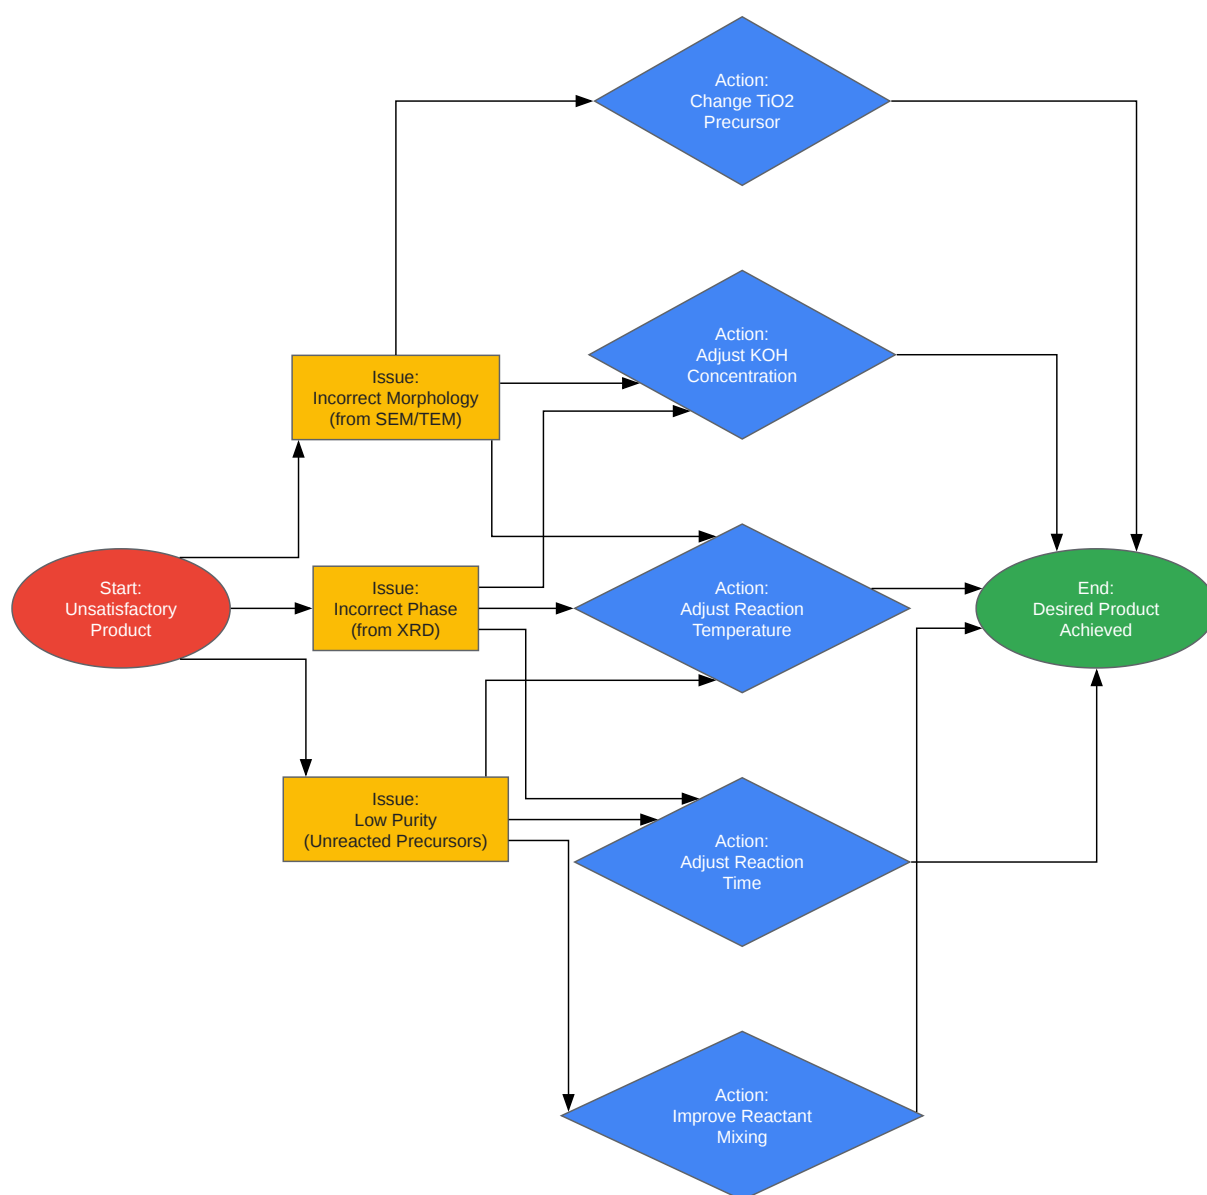 Action:
Change TiO2
Precursor
Action:
Adjust KOH
Concentration
Issue:
Incorrect Morphology
(from SEM/TEM)
Start:
Unsatisfactory
Product
Issue:
Incorrect Phase
(from XRD)
Action:
Adjust Reaction
Temperature
End:
Desired Product
Achieved
Issue:
Low Purity
(Unreacted Precursors)
Action:
Adjust Reaction
Time
Action:
Improve Reactant
Mixing